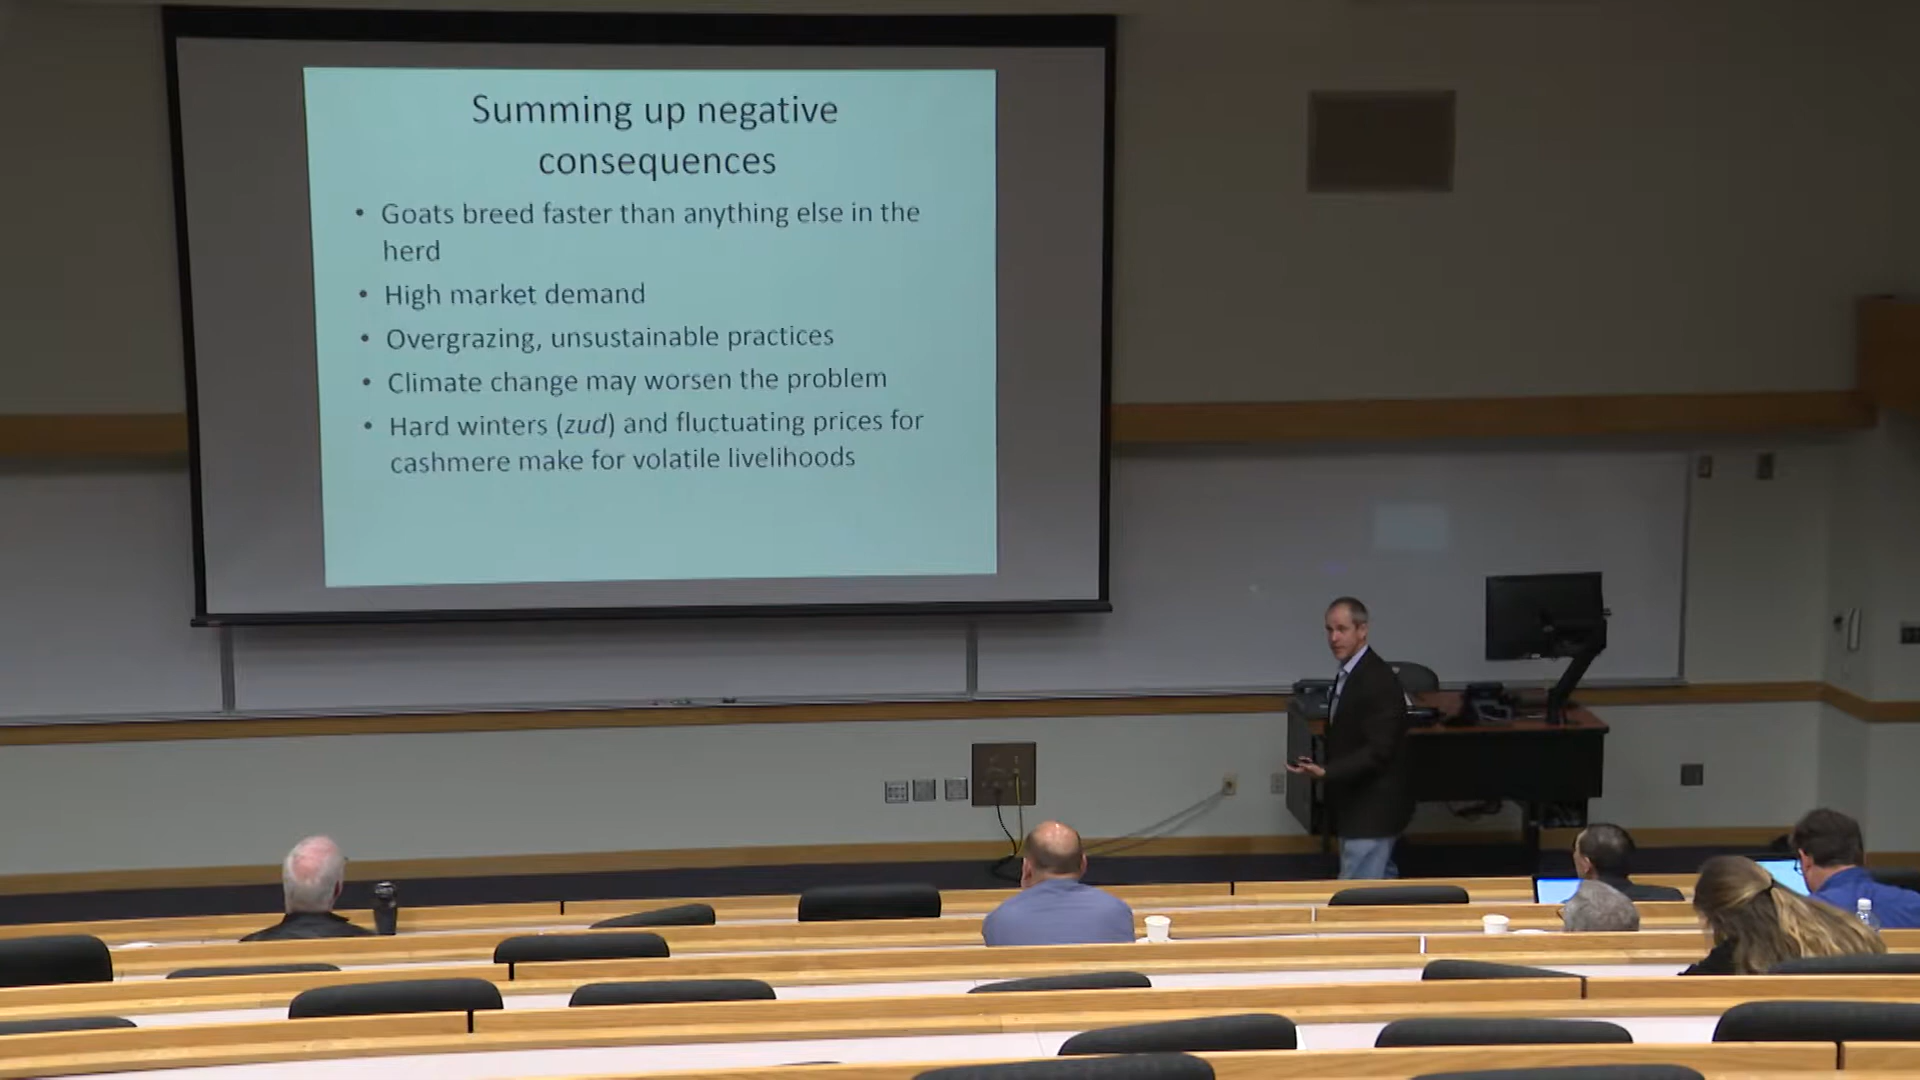 Summing up negative
consequences
• Goats breed faster than anything else in the
herd
• High market demand
• Overgrazing, unsustainable practices
• Climate change may worsen the problem
• Hard winters (zud) and fluctuating prices for
cashmere make for volatile livelihoods